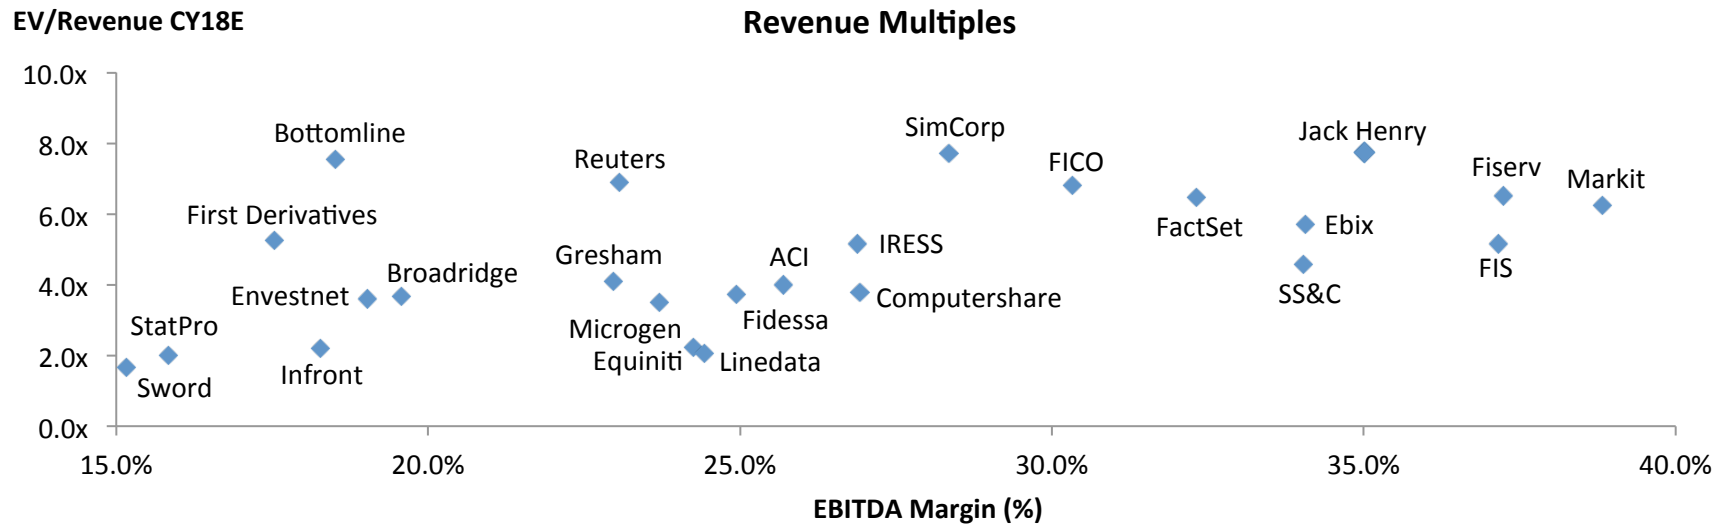 EV/Revenue CY18E
Revenue Multiples
10.0x
8.0x
6.0x
4.0x
2.0x
0.0x
Bottomline
Reuters
SimCorp
FICO
Jack Henry
Fiserv
Markit
First Derivatives
FactSet
Ebix
Gresham
ACI
IRESS
FIS
Broadridge
Envestnet
Computershare
SS&C
StatPro
Microgen
Fidessa
Equiniti
Linedata
Infront
Sword
15.0%
20.0%
25.0%
30.0%
35.0%
40.0%
EBITDA Margin (%)